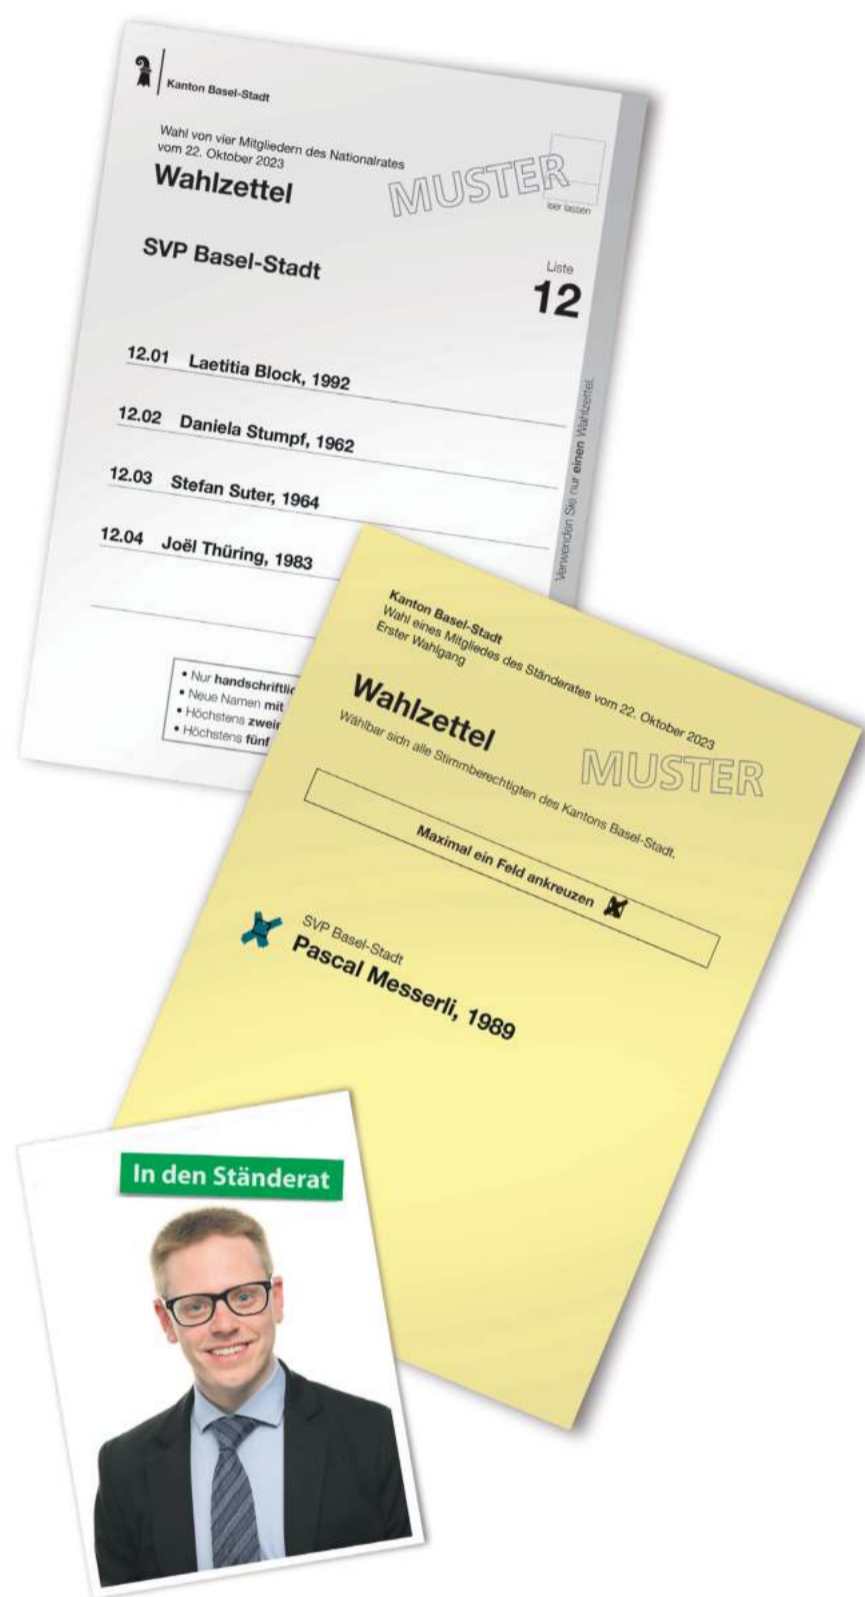 Kanton Basel-Stadt
Wahl von vier Mitgliedern des Nationalrates
vom 22. Oktober 2023
Wahlzettel
MUSTER
leer lassen
SVP Basel-Stadt
Liste
12
12.01 Laetitia Block, 1992
12.02 Daniela Stumpf, 1962
12.03 Stefan Suter, 1964
12.04 Joël Thüring, 1983
Verwenden Sie nur einen Wahlzettel.
• Nur handschriftlic
• Neue Namen mit
• Höchstens zweim
• Höchstens fünf
Kanton Basel-Stadt
Wahl eines Mitgliedes des Ständerates vom 22. Oktober 2023
Erster Wahlgang
Wahlzettel
MUSTER
Wählbar sidn alle Stimmberechtigten des Kantons Basel-Stadt.
Maximal ein Feld ankreuzen
SVP Basel-Stadt
Pascal Messerli, 1989
In den Ständerat